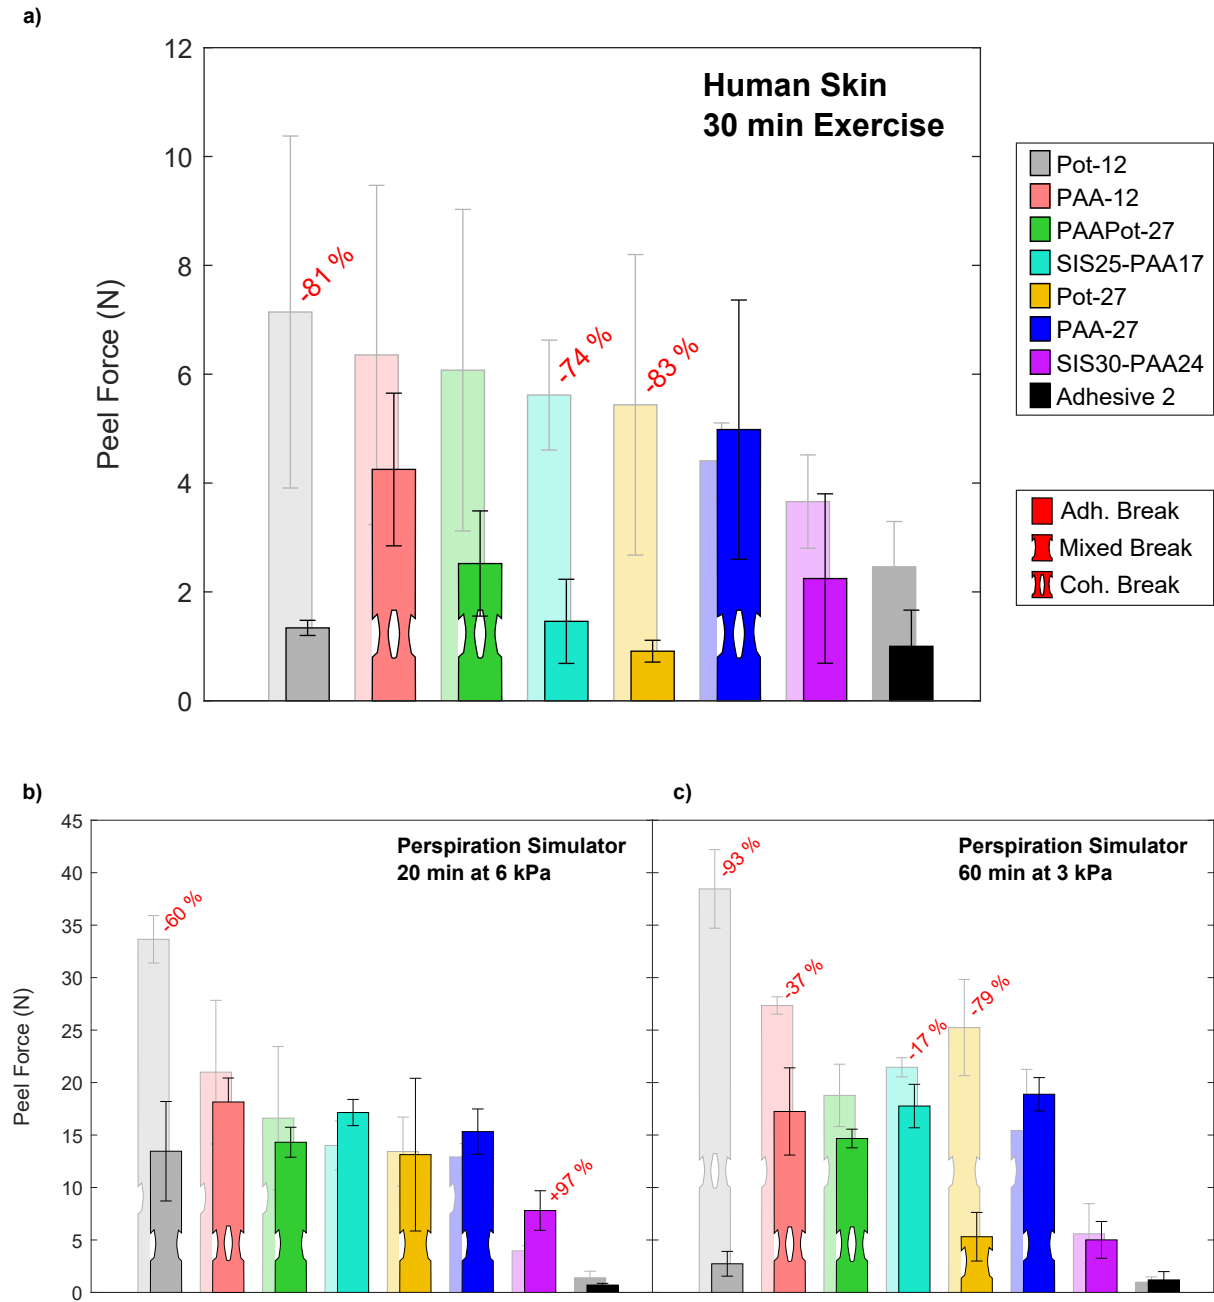 a)
12
10
8
6
4
2
0
Peel Force (N)
Human Skin
30 min Exercise
-81 %
-74 %
-83 %
Pot-12
PAA-12
PAAPot-27
SIS25-PAA17
Pot-27
PAA-27
SIS30-PAA24
Adhesive 2
Adh. Break
Mixed Break
Coh. Break
b)
45
40
35
30
25
20
15
10
5
0
Peel Force (N)
Perspiration Simulator
20 min at 6 kPa
-60 %
+97 %
c)
Perspiration Simulator
60 min at 3 kPa
-93 %
-37 %
-17 %
-79 %